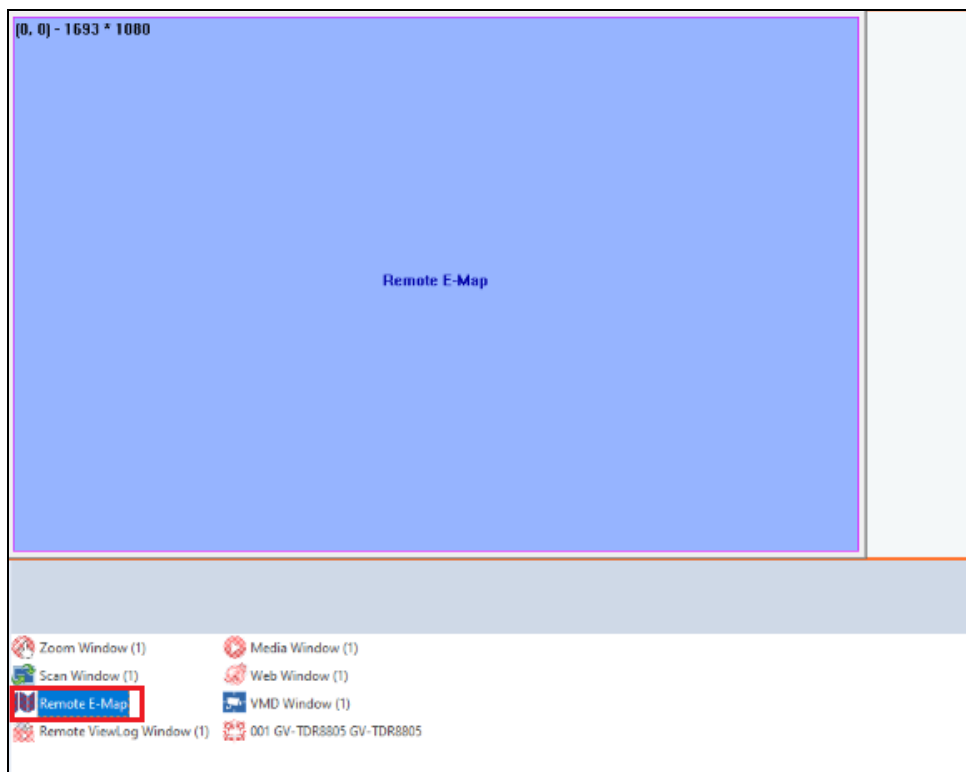 (0, 0) - 1693 * 1080
Remote E-Map
Zoom Window (1)
Media Window (1)
Scan Window (1)
Web Window (1)
Remote E-Map
VMD Window (1)
Remote ViewLog Window (1)
001 GV-TDR8805 GV-TDR8805